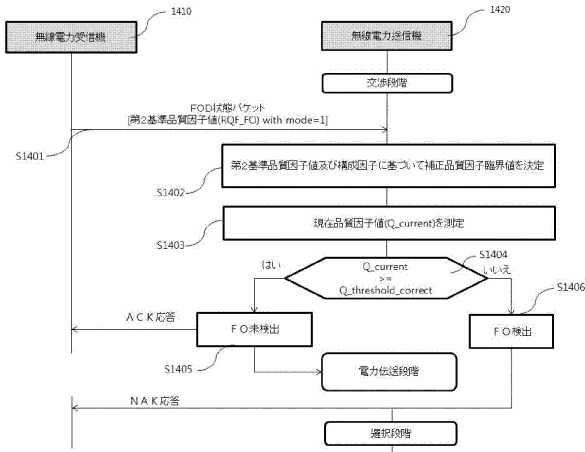 1410
1420
無線電力受信機
無線電力送信機
交渉段階
FOD状態パケット
[第2基準品質因子値(RQF_FO) with mode=1]
S1401
第2基準品質因子値及び構成因子に基づいて補正品質因子臨界値を決定
S1402
現在品質因子値(Q_current)を測定
S1403
S1404
はい
Q_current
>=
Q_threshold_correct
いいえ
S1406
ACK応答
FO未検出
FO検出
S1405
電力伝送段階
NAK応答
選択段階